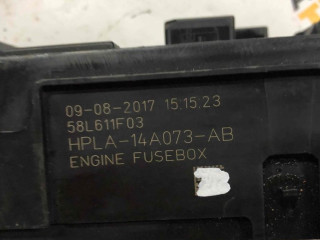 09-08-2017 15:15:23
58L611F03
HPLA-14A073-AB
ENGINE FUSEBOX